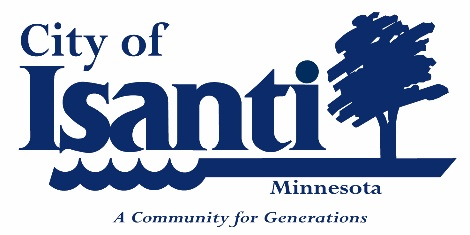 City of
Isanti
Minnesota
A Community for Generations